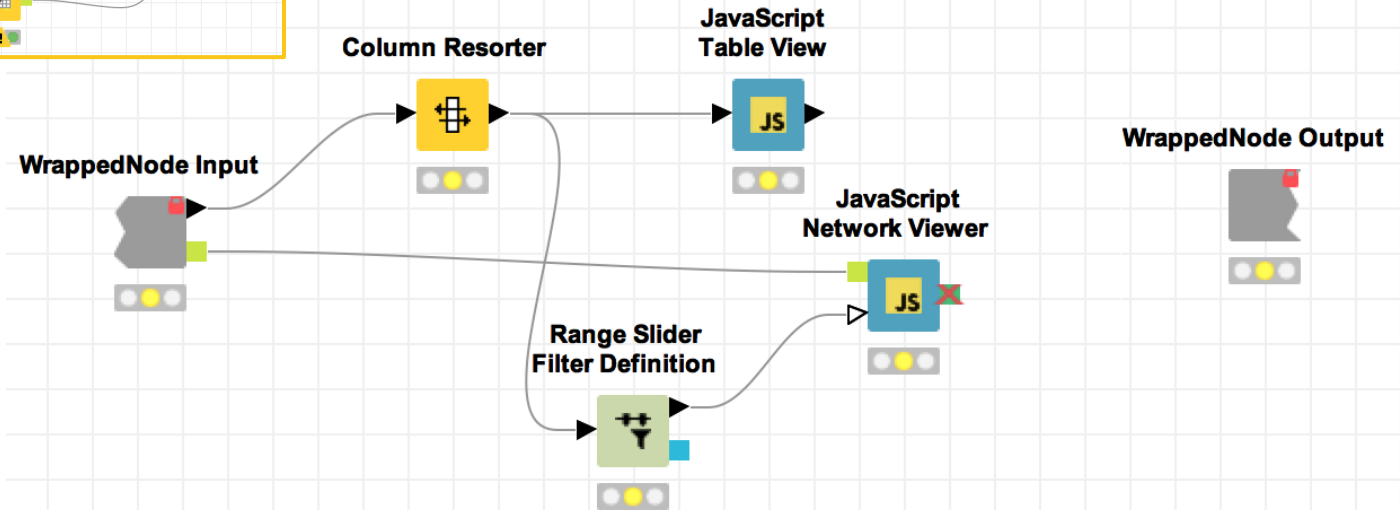 JavaScript
Table View
Column Resorter
JS
WrappedNode Output
WrappedNode Input
JavaScript
Network Viewer
JS
Range Slider
Filter Definition